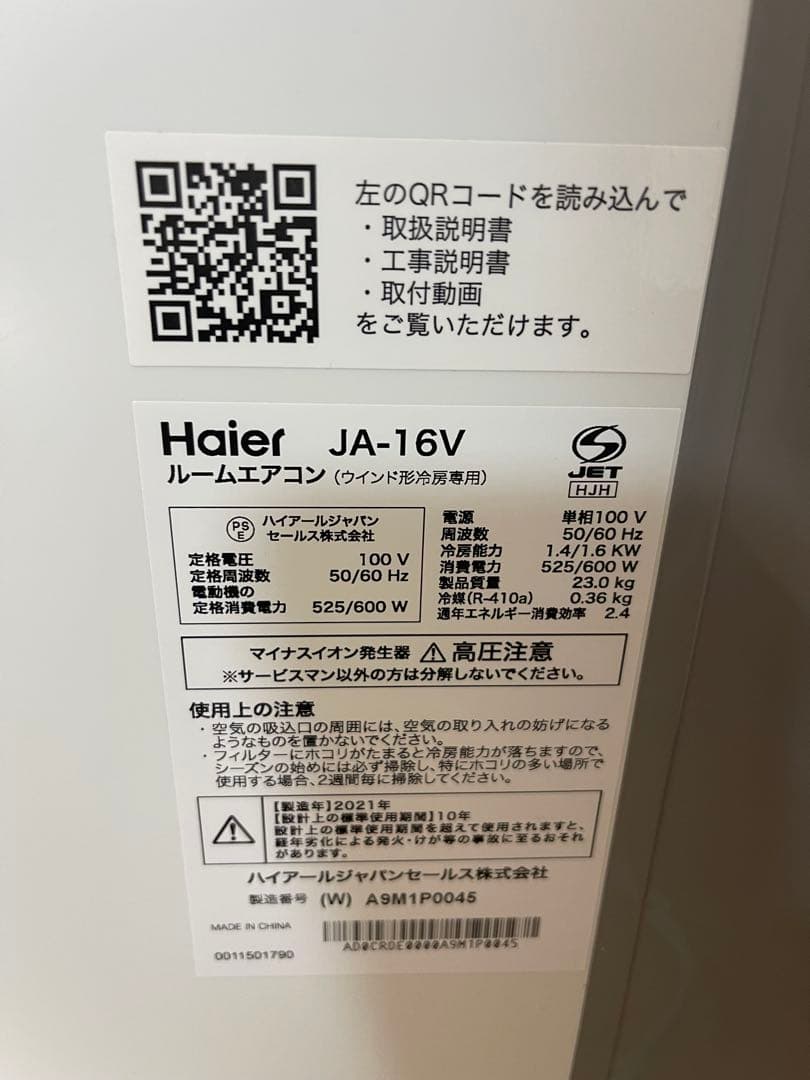 左のQRコードを読み込んで
・取扱説明書
・工事説明書
・取付動画
をご覧いただけます。
Haier JA-16V
ルームエアコン (ウインド形冷房専用)
JET
HJH
PS E ハイアールジャパン
セールス株式会社
定格電圧 100 V
定格周波数 50/60 Hz
電動機の
定格消費電力 525/600 W
電源 単相100 V
周波数 50/60 Hz
冷房能力 1.4/1.6 KW
消費電力 525/600 W
製品質量 23.0 kg
冷媒(R-410a) 0.36 kg
通年エネルギー消費効率 2.4
マイナスイオン発生器 高圧注意
※サービスマン以外の方は分解しないでください。
使用上の注意
・空気の吸込口の周囲には、空気の取り入れの妨げになる
ようなものを置かないでください。
・フィルターにホコリがたまると冷房能力が落ちますので、
シーズンの始めには必ず掃除し、特にホコリの多い場所で
使用する場合、2週間毎に掃除してください。
【製造年】2021年
【設計上の標準使用期間】10年
設計上の標準使用期間を超えて使用されますと、
経年劣化による発火・けが等の事故に至るおそれ
があります。
ハイアールジャパンセールス株式会社
製造番号 (W) A9M1P0045
MADE IN CHINA
AD0CRDE0000A9M1P0045
0011501790